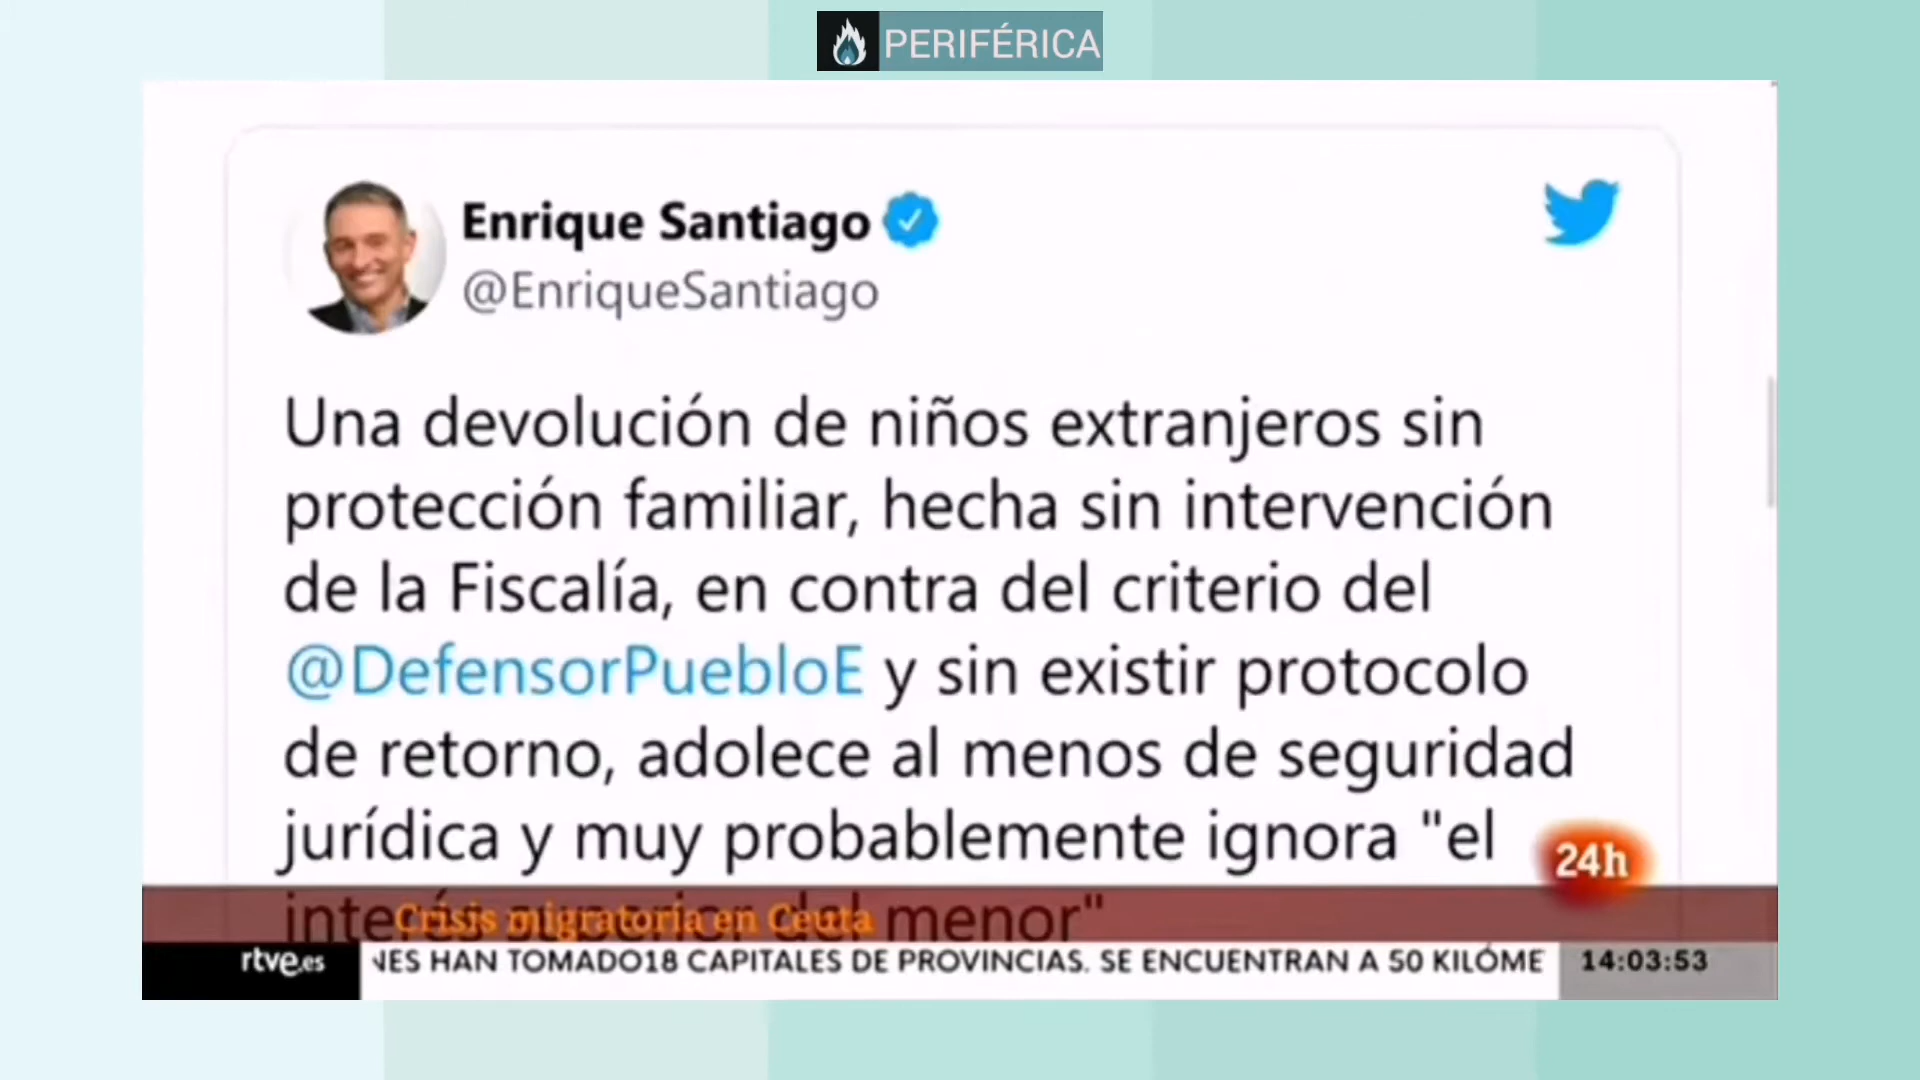 PERIFÉRICA
Enrique Santiago
@EnriqueSantiago
Una devolución de niños extranjeros sin
protección familiar, hecha sin intervención
de la Fiscalía, en contra del criterio del
@DefensorPuebloE y sin existir protocolo
de retorno, adolece al menos de seguridad
jurídica y muy probablemente ignora "el
interés superior del menor"
24h
Crisis migratoria en Ceuta
rtve.es
NES HAN TOMADO18 CAPITALES DE PROVINCIAS. SE ENCUENTRAN A 50 KILÓME
14:03:53